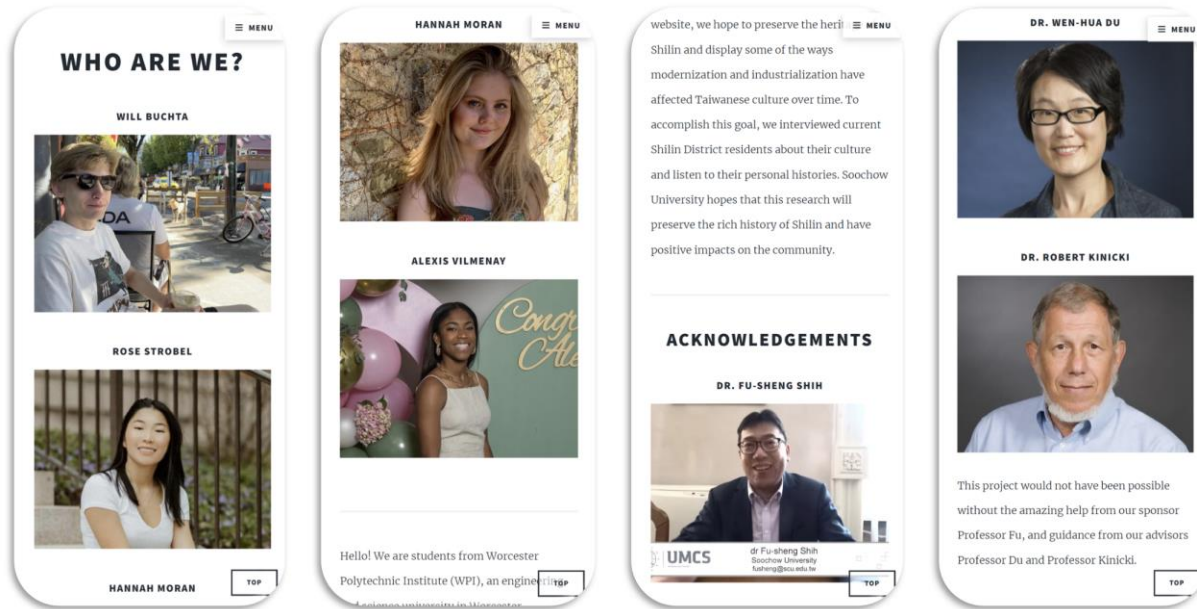 MENU
WHO ARE WE?
WILL BUCHTA
DA
ROSE STROBEL
HANNAH MORAN
TOP
HANNAH MORAN
MENU
ALEXIS VILMENAY
Congr
Ale
Hello! We are students from Worcester
Polytechnic Institute (WPI), an engineering
science university in Worcester
TOP
website, we hope to preserve the herit
MENU
Shilin and display some of the ways
modernization and industrialization have
affected Taiwanese culture over time. To
accomplish this goal, we interviewed current
Shilin District residents about their culture
and listen to their personal histories. Soochow
University hopes that this research will
preserve the rich history of Shilin and have
positive impacts on the community.
ACKNOWLEDGEMENTS
DR. FU-SHENG SHIH
UMCS
dr Fu-sheng Shih
Soochow University
fusheng@scu.edu.tw
TOP
DR. WEN-HUA DU
MENU
DR. ROBERT KINICKI
This project would not have been possible
without the amazing help from our sponsor
Professor Fu, and guidance from our advisors
Professor Du and Professor Kinicki.
TOP